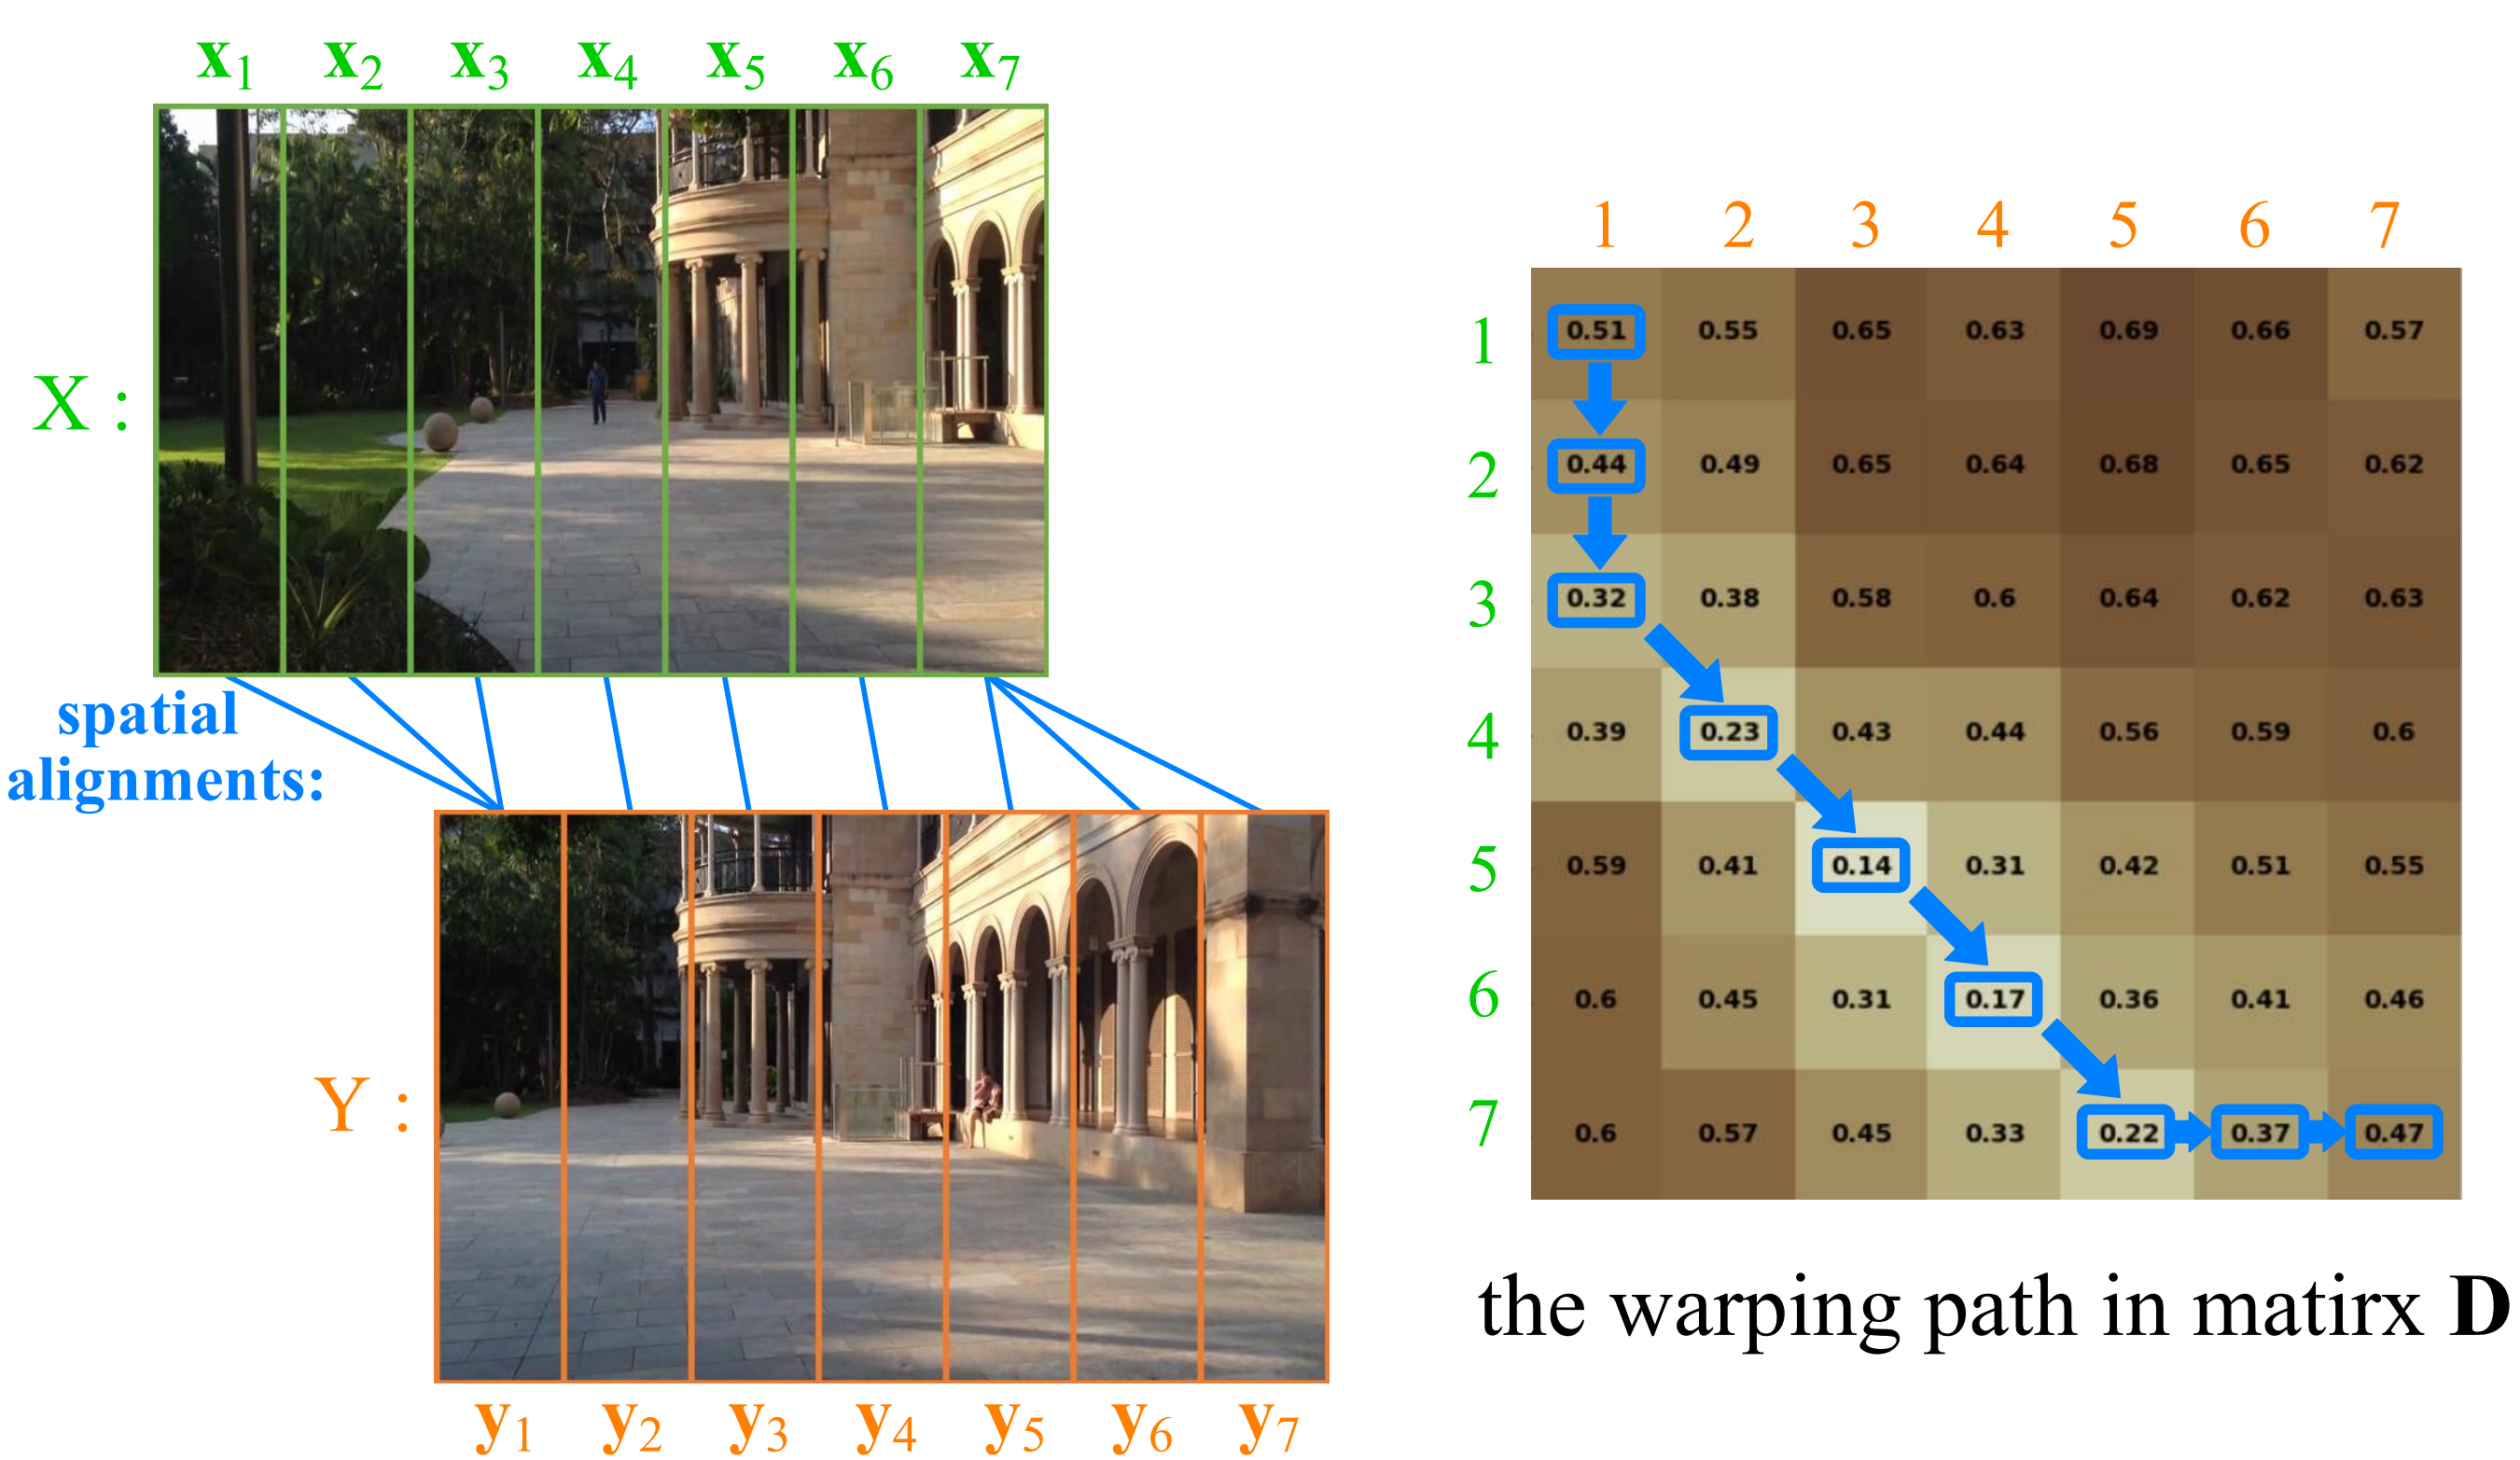 x1 x2 x3 x4 x5 x6 x7
X :
spatial
alignments:
Y :
y1 y2 y3 y4 y5 y6 y7
1 2 3 4 5 6 7
1 0.51 0.55 0.65 0.63 0.69 0.66 0.57
2 0.44 0.49 0.65 0.64 0.68 0.65 0.62
3 0.32 0.38 0.58 0.6 0.64 0.62 0.63
4 0.39 0.23 0.43 0.44 0.56 0.59 0.6
5 0.59 0.41 0.14 0.31 0.42 0.51 0.55
6 0.6 0.45 0.31 0.17 0.36 0.41 0.46
7 0.6 0.57 0.45 0.33 0.22 0.37 0.47
the warping path in matirx D